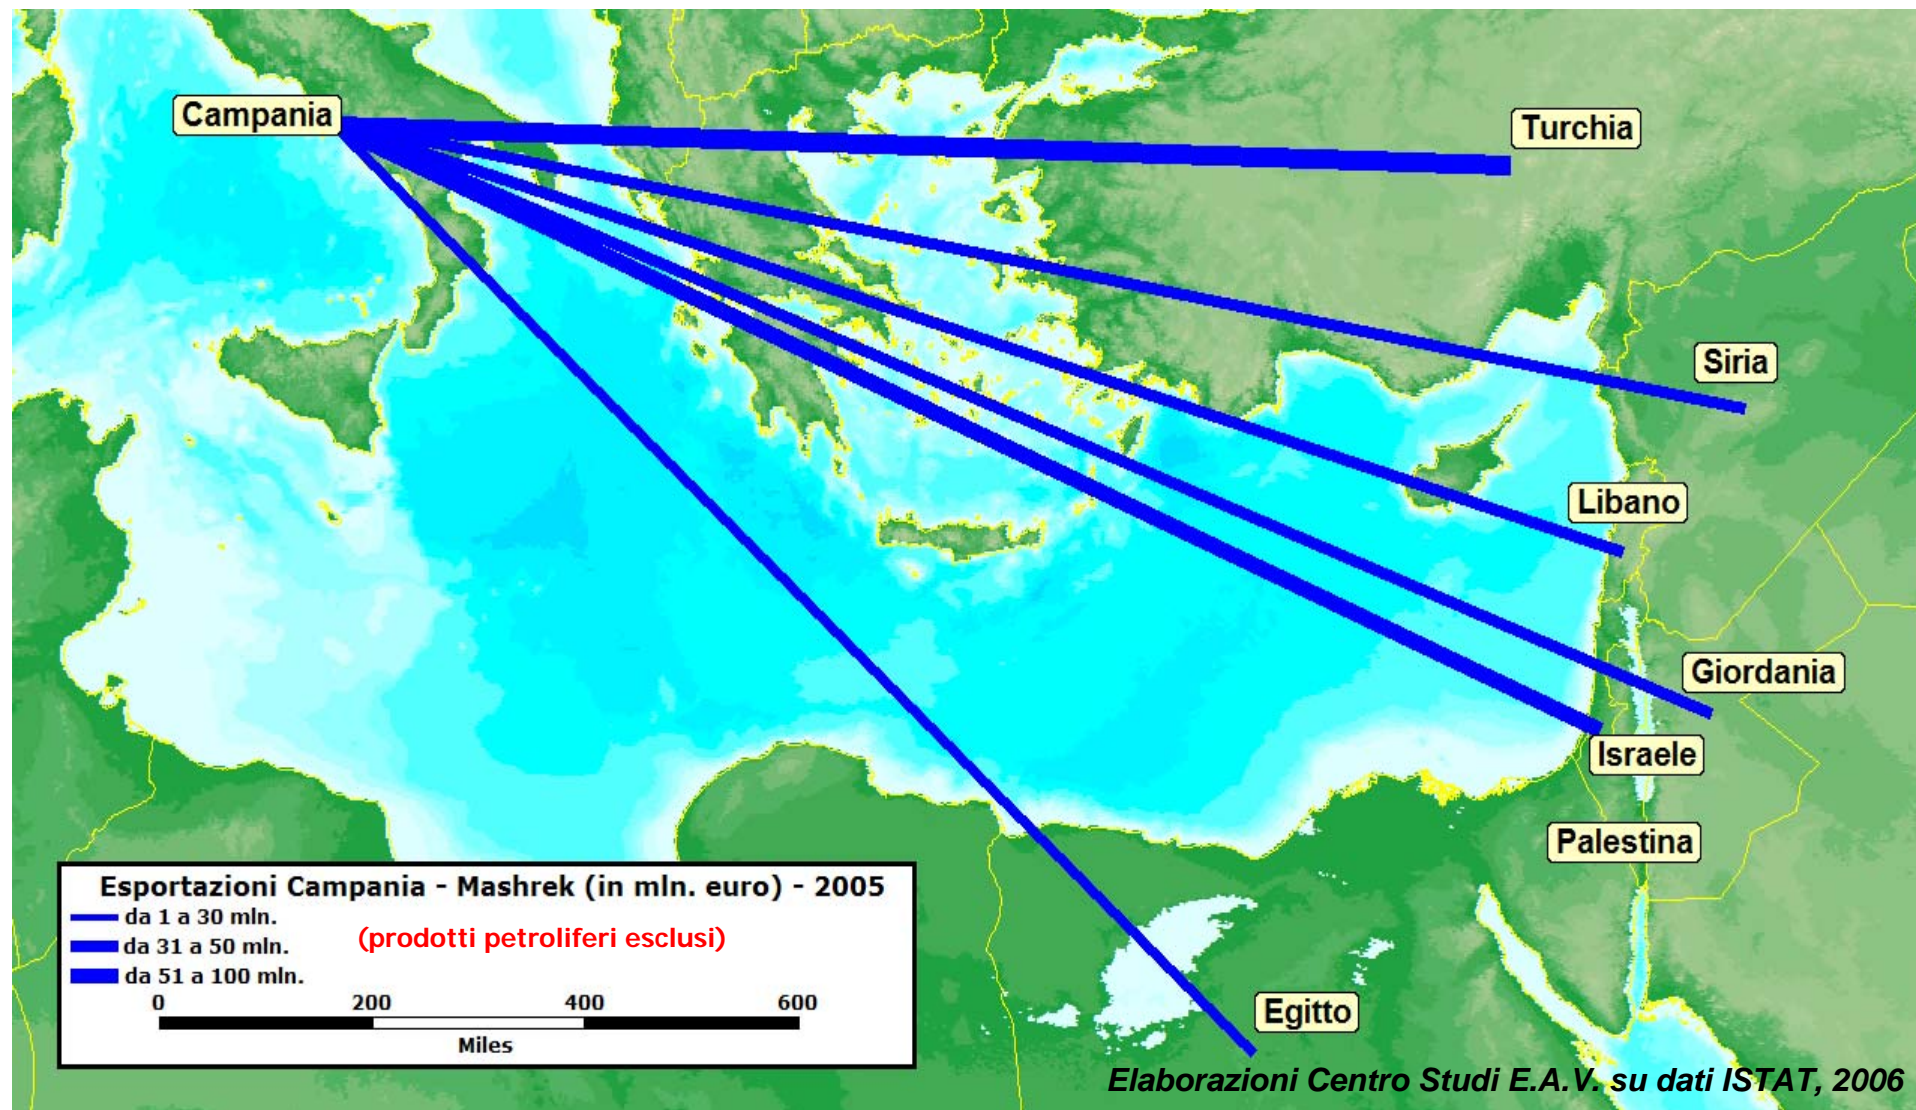 Campania
Turchia
Siria
Libano
Giordania
Israele
Palestina
Egitto
Esportazioni Campania - Mashrek (in mln. euro) - 2005
da 1 a 30 mln.
da 31 a 50 mln.
(prodotti petroliferi esclusi)
da 51 a 100 mln.
0 200 400 600
Miles
Elaborazioni Centro Studi E.A.V. su dati ISTAT, 2006